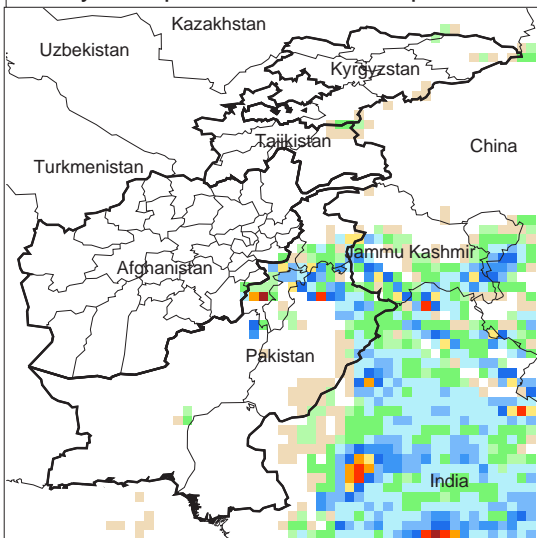 Kazakhstan
Uzbekistan
Kyrgyzstan
Tajikistan
China
Turkmenistan
Jammu Kashmir
Afghanistan
Pakistan
India